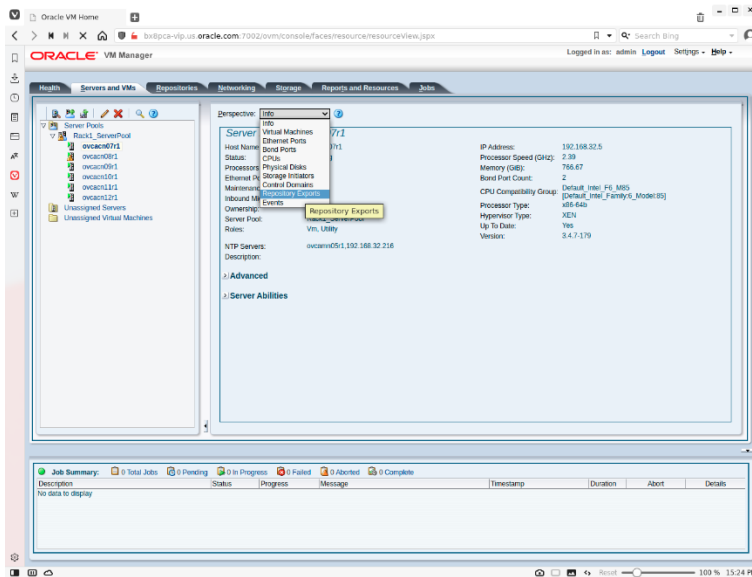 Oracle VM Home
bx8pca-vip.us.oracle.com:7002/ovm/console/faces/resource/resourceview.jspx
Search Bing
ORACLE VM Manager
Logged in as: admin Logout Settings Help
Health Servers and VMs Repositories Networking Storage Reports and Resources Jobs
Server Pools
Rack1_ServerPool
ovcacn07r1
ovcacn08r1
ovcacn09r1
ovcacn10r1
ovcacn11r1
ovcacn12r1
Unassigned Servers
Unassigned Virtual Machines
Perspective: Info
Info
Virtual Machines
Ethernet Ports
Bond Ports
CPUs
Physical Disks
Storage Initiators
Control Domains
Repository Exports
Events
Repository Exports
Server 7r1
Host Name 07r1
Status:
Processors
Ethernet Po
Maintenan
Inbound Mi
Ownership:
Server Pool: Rack1_ServerPool
Roles: Vm, Utility
NTP Servers: ovcamn05r1,192.168.32.216
Description:
IP Address: 192.168.32.5
Processor Speed (GHz): 2.39
Memory (GiB): 766.67
Bond Port Count: 2
CPU Compatibility Group: Default_Intel_F6_M85
[Default_Intel_Family:6_Model:85]
Processor Type: x86-64b
Hypervisor Type: XEN
Up To Date: Yes
Version: 3.4.7-179
Advanced
Server Abilities
Job Summary: 0 Total Jobs 0 Pending 0 In Progress 0 Failed 0 Aborted 0 Complete
Description Status Progress Message Timestamp Duration Abort Details
No data to display
Reset 100 % 15:24